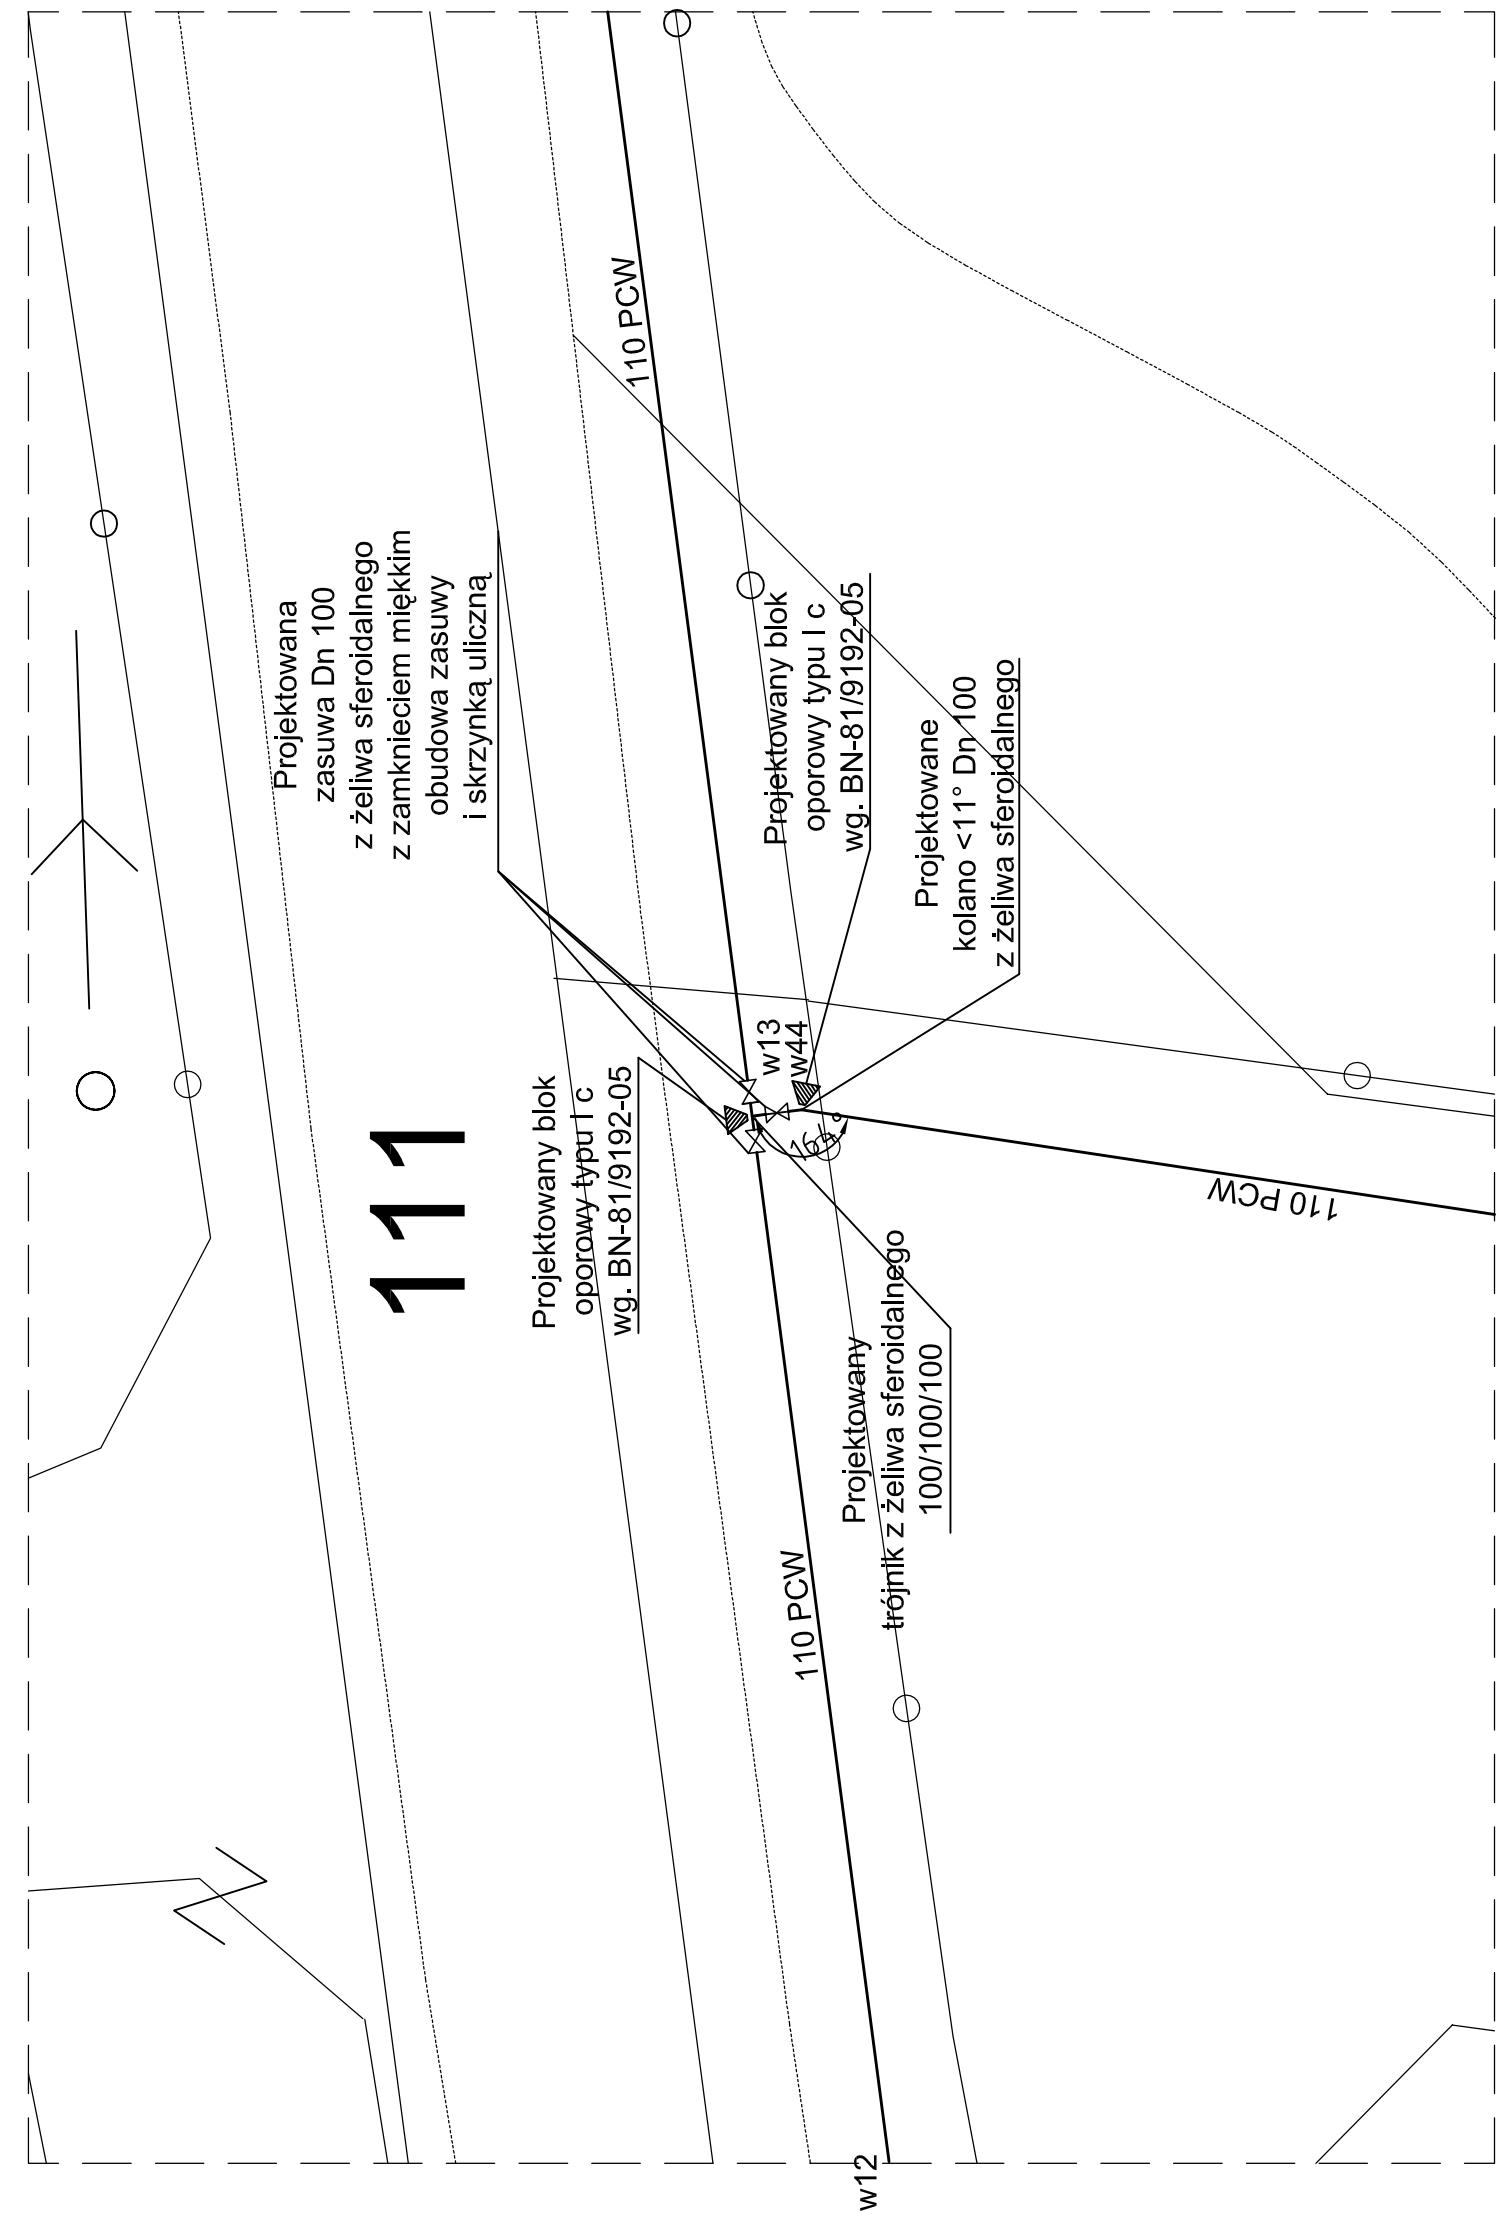 111
Projektowana
zasuwa Dn 100
z żeliwa sferoidalnego
z zamknieciem miękkim
obudowa zasuwy
i skrzynką uliczną
Projektowany blok
oporowy typu I c
wg. BN-81/9192-05
110 PCW
w13
w44
Projektowany blok
oporowy typu I c
wg. BN-81/9192-05
Projektowane
kolano <11° Dn 100
z żeliwa sferoidalnego
164°
110 PCW
Projektowany
trójnik z żeliwa sferoidalnego
100/100/100
110 PCW
w12
N